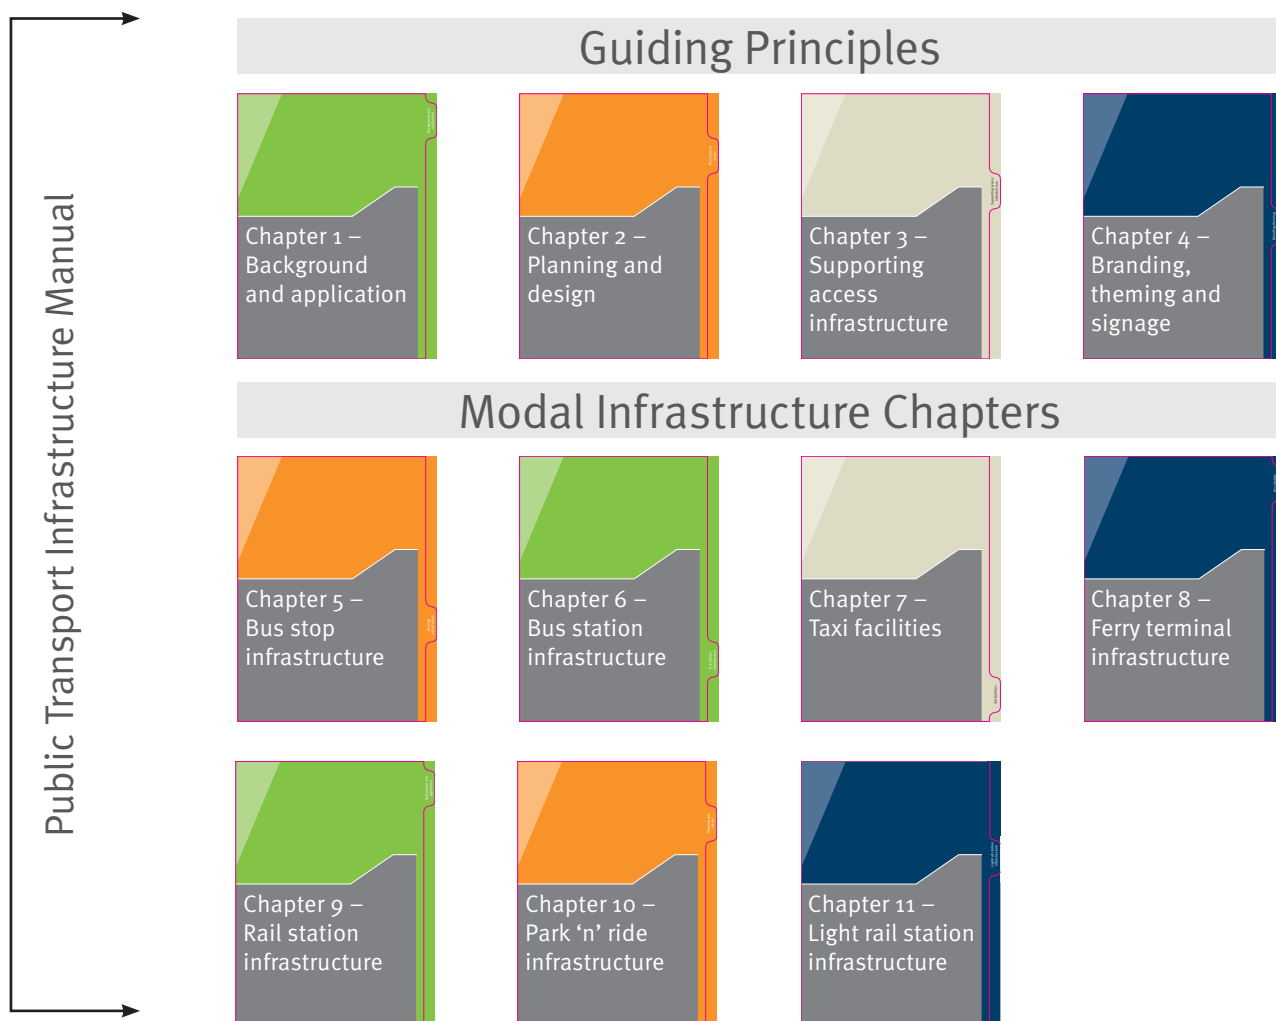 Public Transport Infrastructure Manual
Guiding Principles
Chapter 1 –
Background
and application
Chapter 2 –
Planning and
design
Chapter 3 –
Supporting
access
infrastructure
Chapter 4 –
Branding,
theming and
signage
Modal Infrastructure Chapters
Chapter 5 –
Bus stop
infrastructure
Chapter 6 –
Bus station
infrastructure
Chapter 7 –
Taxi facilities
Chapter 8 –
Ferry terminal
infrastructure
Chapter 9 –
Rail station
infrastructure
Chapter 10 –
Park ‘n’ ride
infrastructure
Chapter 11 –
Light rail station
infrastructure